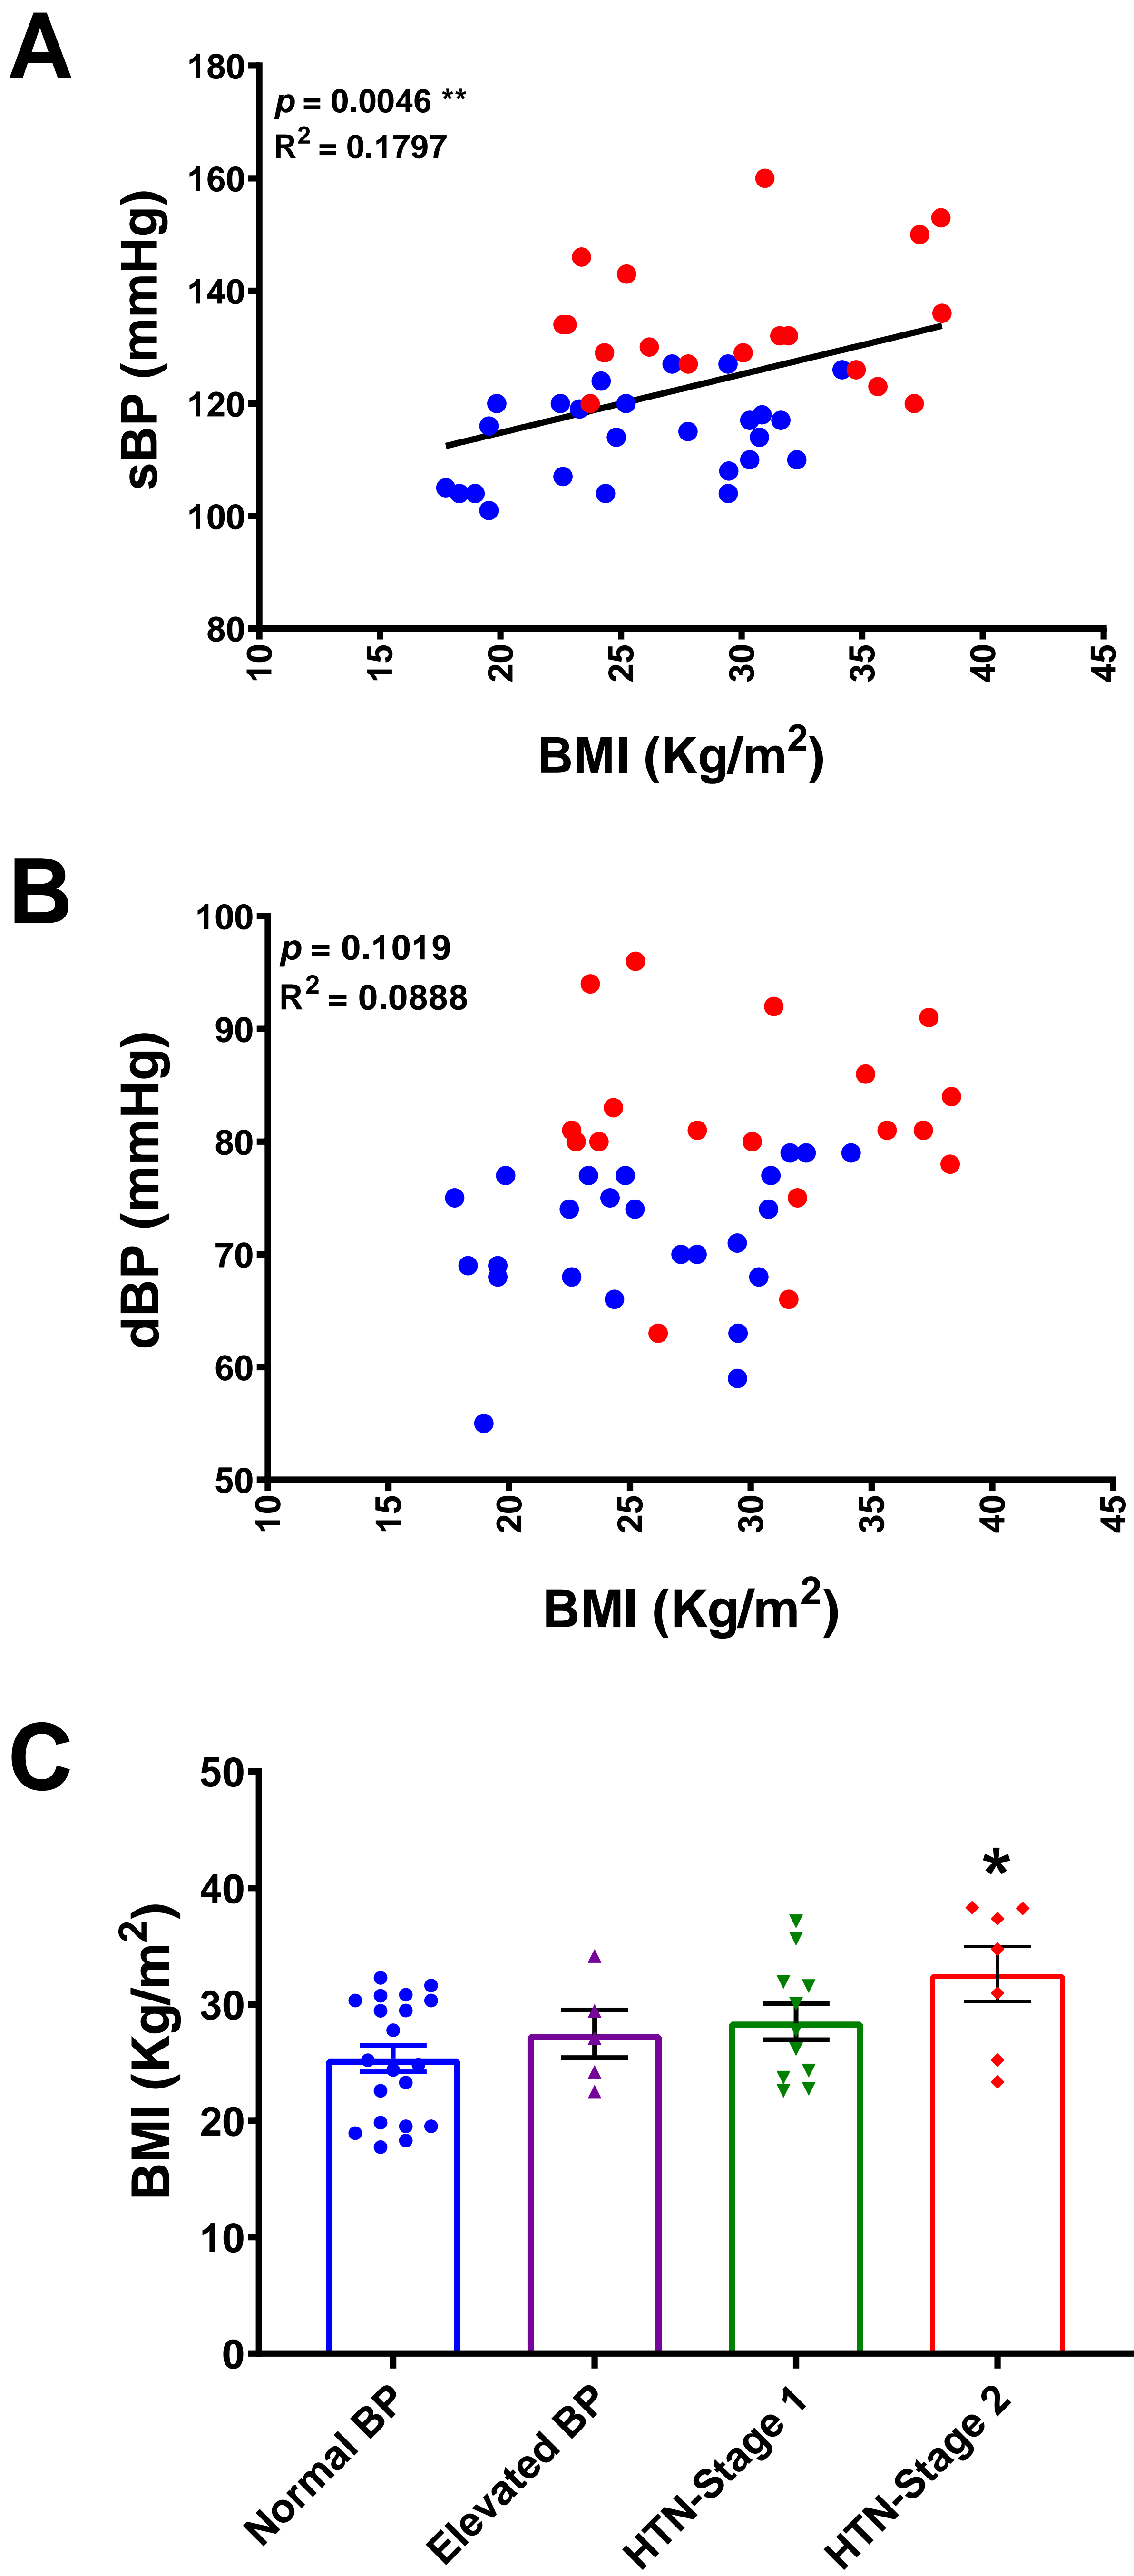 A
180
160
140
120
100
80
sBP (mmHg)
p = 0.0046 **
R² = 0.1797
10 15 20 25 30 35 40 45
BMI (Kg/m²)
B
100
90
80
70
60
50
dBP (mmHg)
p = 0.1019
R² = 0.0888
10 15 20 25 30 35 40 45
BMI (Kg/m²)
C
50
40
30
20
10
0
BMI (Kg/m²)
*
Normal BP
Elevated BP
HTN-Stage 1
HTN-Stage 2